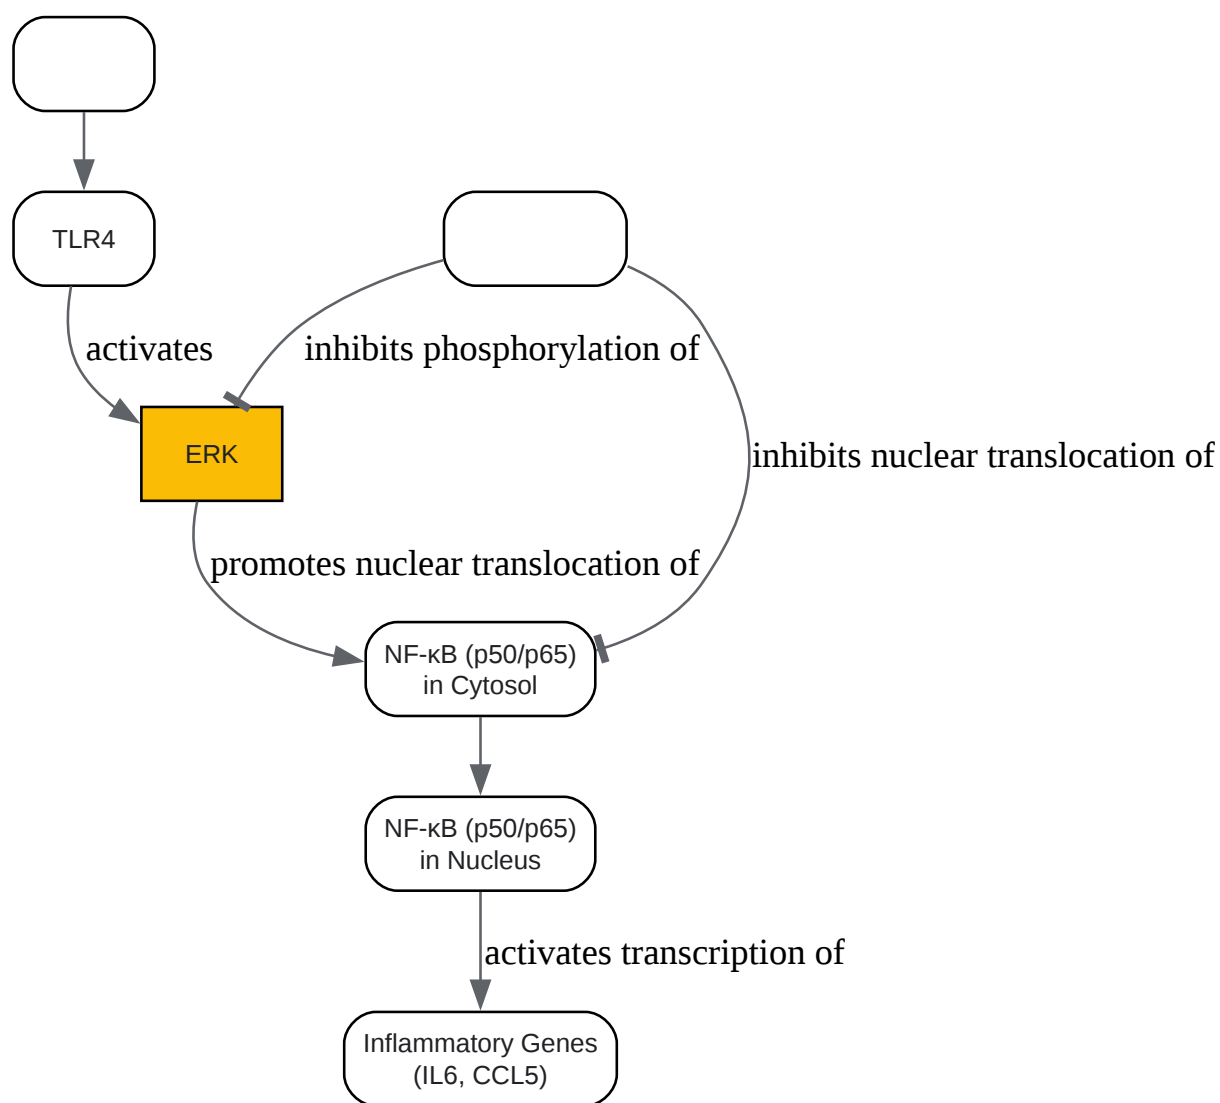 TLR4
activates
inhibits phosphorylation of
ERK
inhibits nuclear translocation of
promotes nuclear translocation of
NF-κB (p50/p65)
in Cytosol
NF-κB (p50/p65)
in Nucleus
activates transcription of
Inflammatory Genes
(IL6, CCL5)